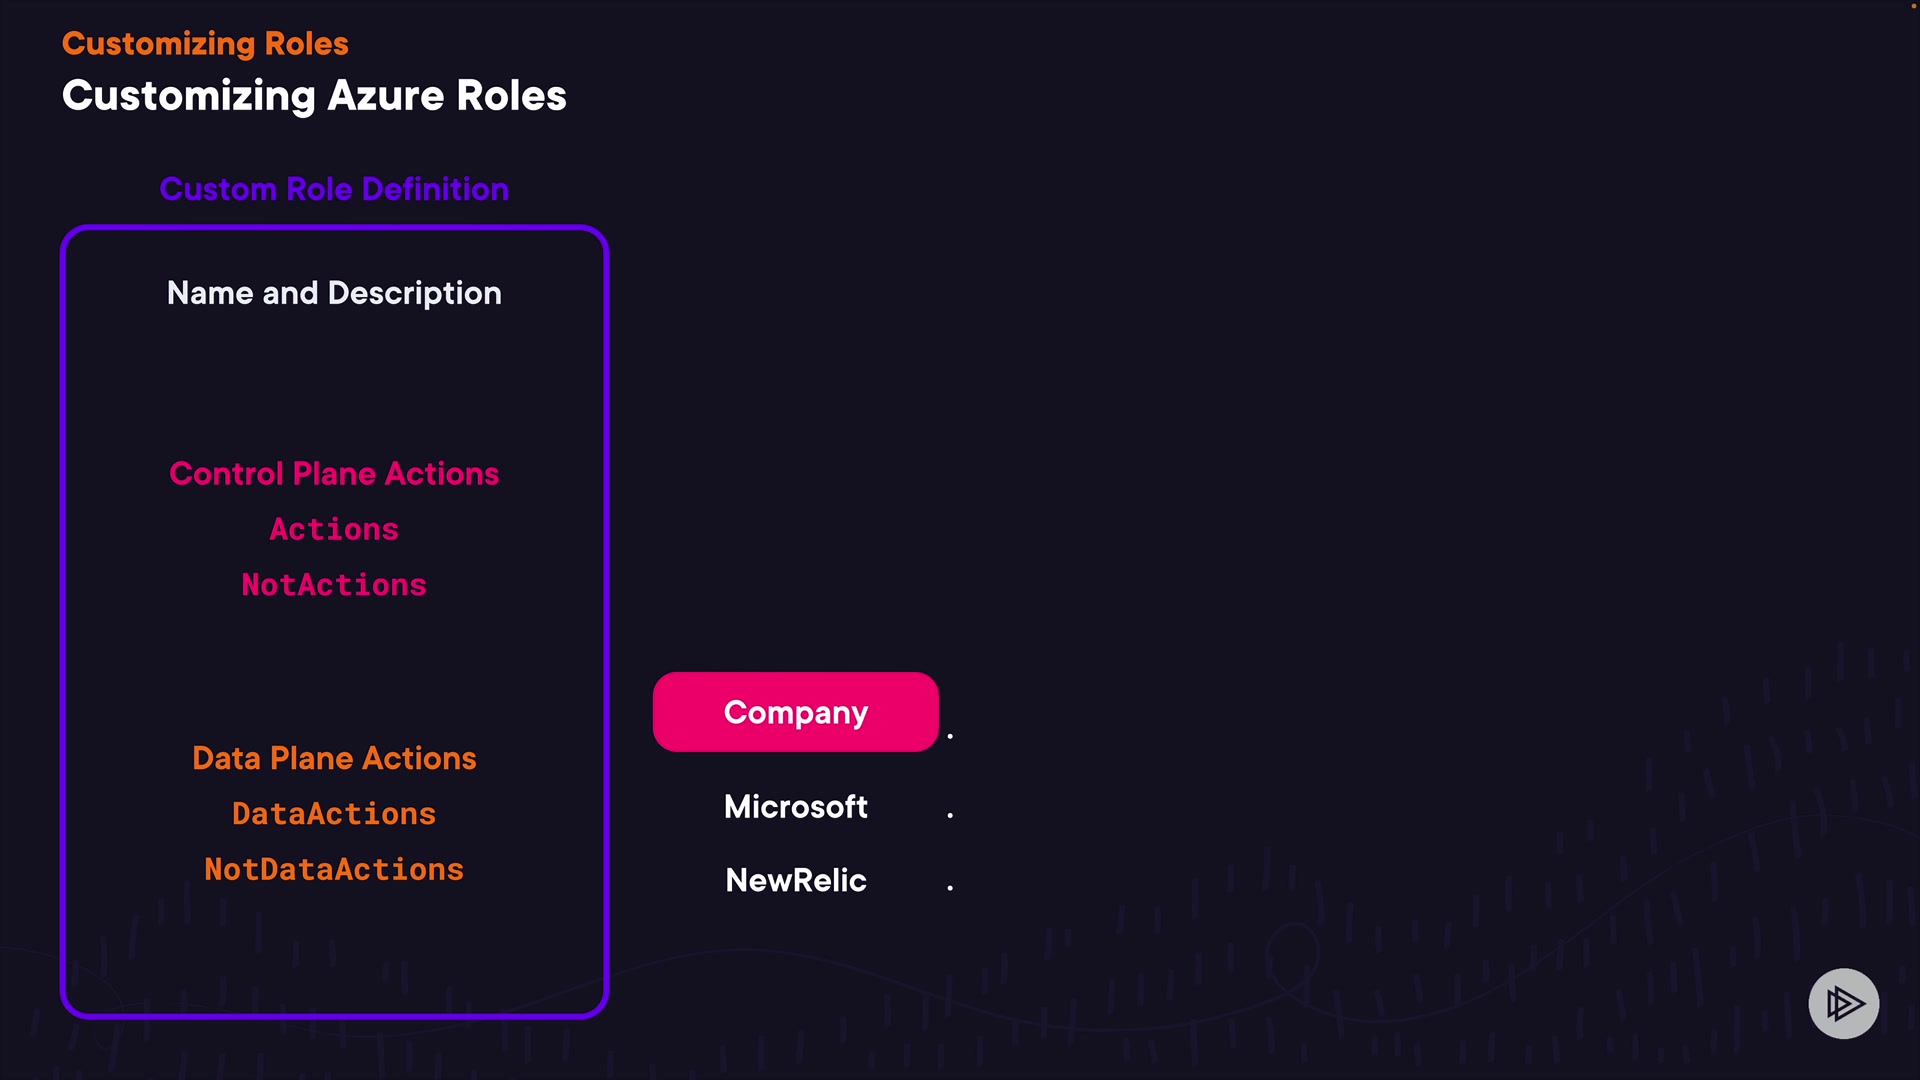 Customizing Roles
Customizing Azure Roles
Custom Role Definition
Name and Description
Control Plane Actions
Actions
NotActions
Data Plane Actions
DataActions
NotDataActions
Company .
Microsoft .
NewRelic .